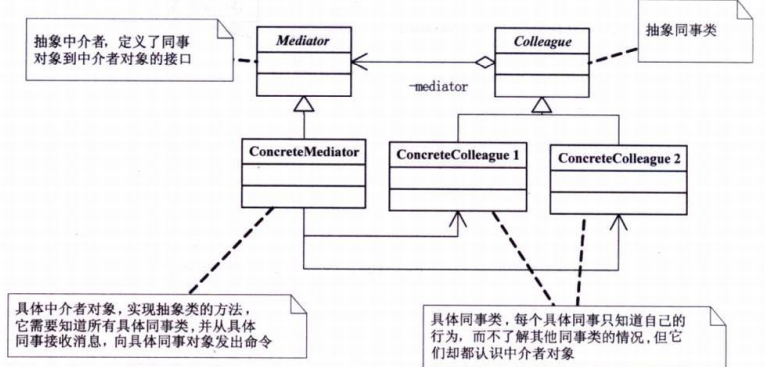 抽象中介者，定义了同事
对象到中介者对象的接口
Mediator
Colleague
抽象同事类
-mediator
ConcreteMediator
ConcreteColleague 1
ConcreteColleague 2
具体中介者对象，实现抽象类的方法，
它需要知道所有具体同事类，并从具体
同事接收消息，向具体同事对象发出命令
具体同事类，每个具体同事只知道自己的
行为，而不了解其他同事类的情况，但它
们却都认识中介者对象